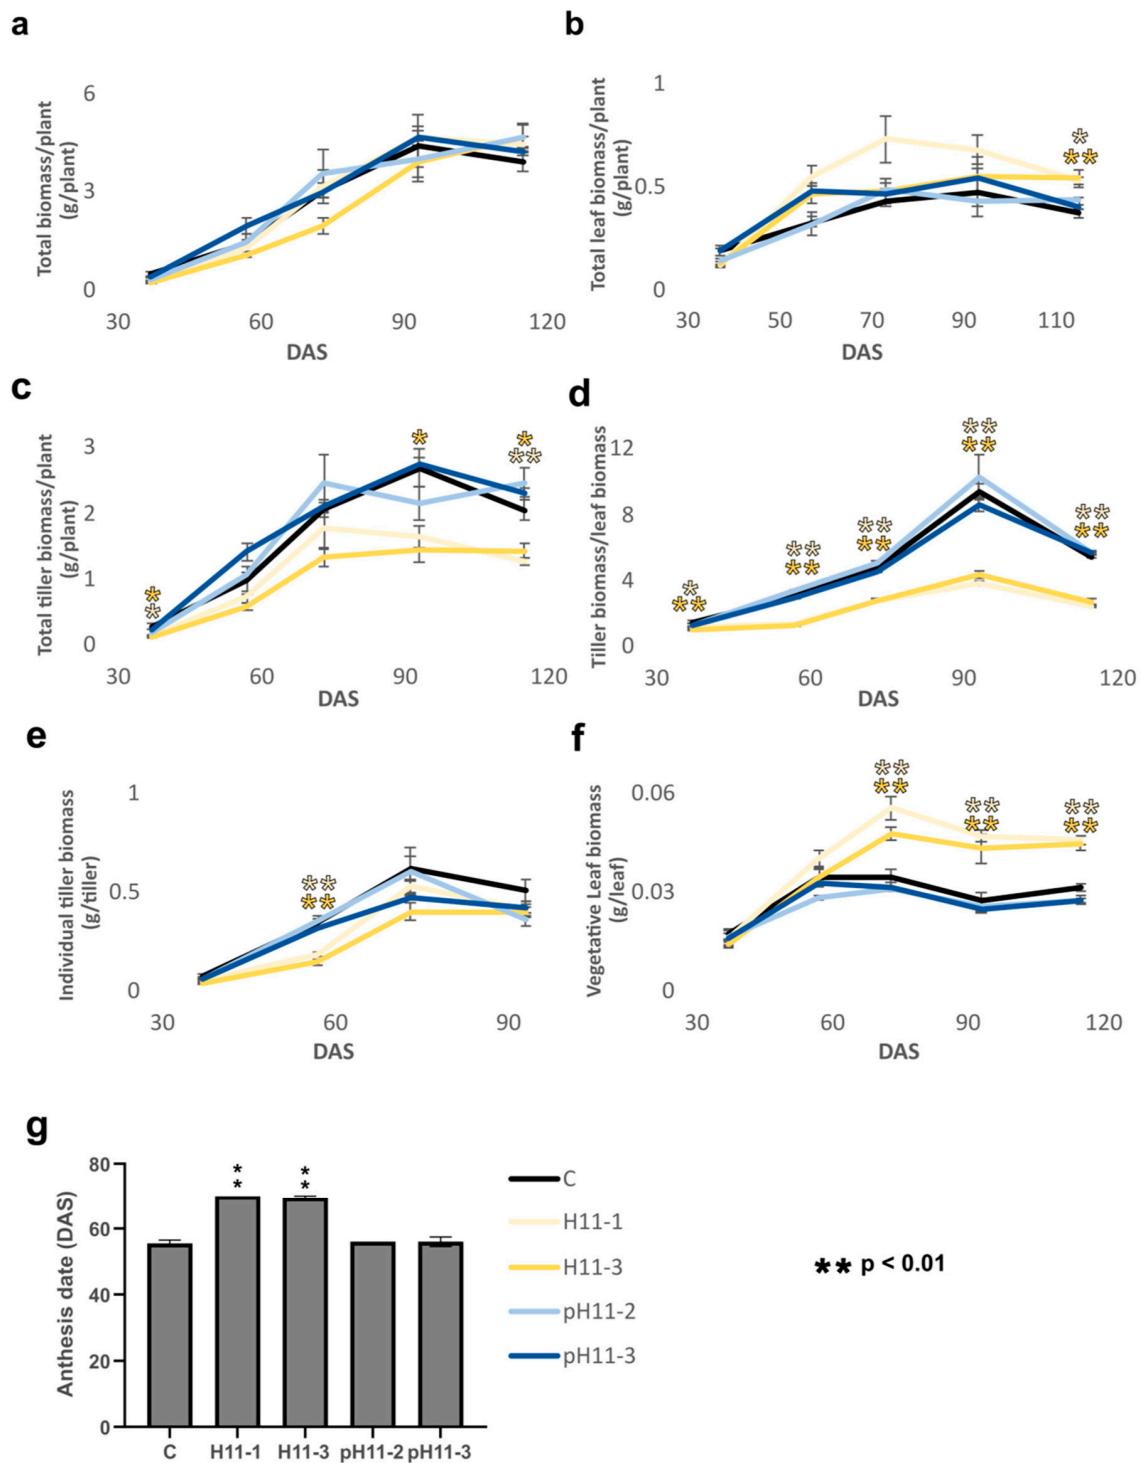 a
Total biomass/plant
(g/plant)
6
3
0
30 60 90 120
DAS
b
Total leaf biomass/plant
(g/plant)
1
0.5
0
30 50 70 90 110
DAS
*
**
c
Total tiller biomass/plant
(g/plant)
3
2
1
0
30 60 90 120
DAS
*
*
*
*
**
d
Tiller biomass/leaf biomass
12
8
4
0
30 60 90 120
DAS
*
**
**
**
**
**
**
**
**
**
e
Individual tiller biomass
(g/tiller)
1
0.5
0
30 60 90
DAS
**
**
f
Vegetative Leaf biomass
(g/leaf)
0.06
0.03
0
30 60 90 120
DAS
**
**
**
**
**
**
g
Anthesis date (DAS)
80
60
40
20
0
**
**
C H11-1 H11-3 pH11-2 pH11-3
C
H11-1
H11-3
pH11-2
pH11-3
** p < 0.01